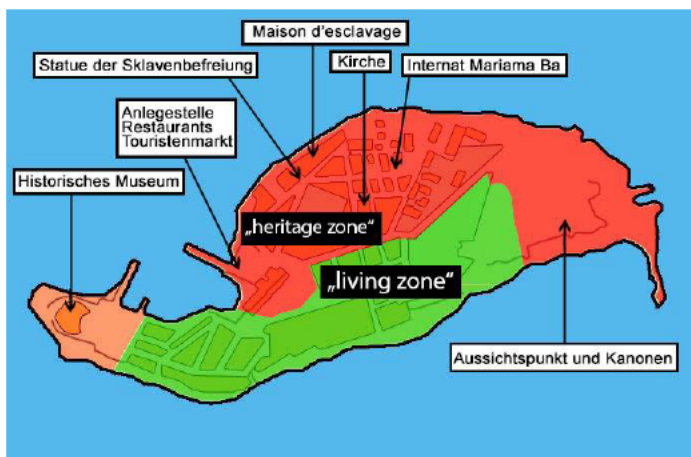 Maison d'esclavage
Statue der Sklavenbefreiung
Kirche
Internat Mariama Ba
Anlegestelle
Restaurants
Touristenmarkt
Historisches Museum
„heritage zone“
„living zone“
Aussichtspunkt und Kanonen